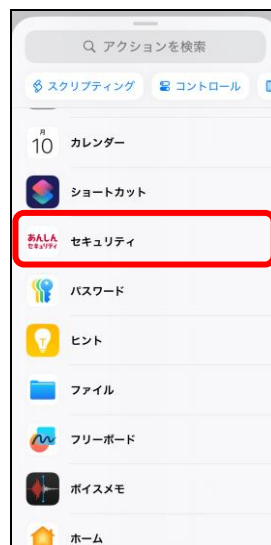 アクションを検索
スクリプティング コントロール
月
10 カレンダー
ショートカット
あんしん
セキュリティ セキュリティ
パスワード
ヒント
ファイル
フリーボード
ボイスメモ
ホーム